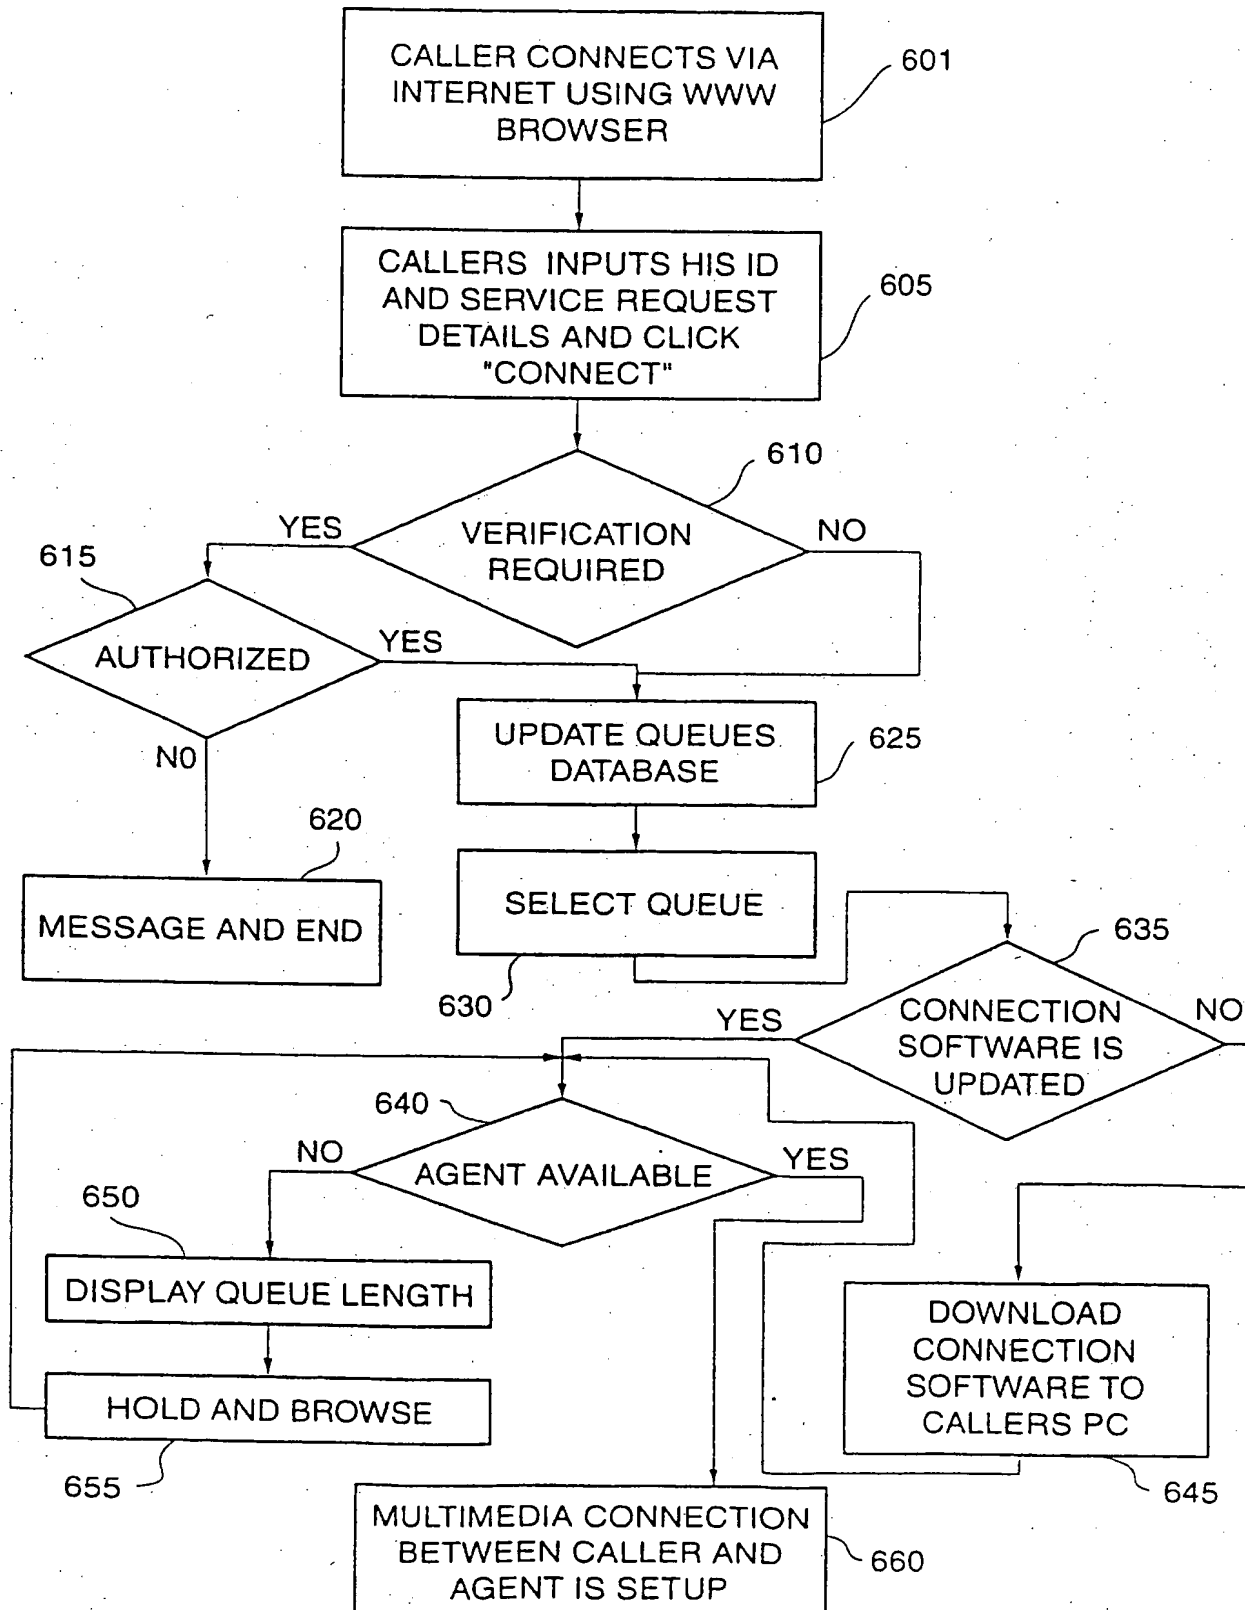 CALLER CONNECTS VIA
INTERNET USING WWW
BROWSER
601
CALLERS INPUTS HIS ID
AND SERVICE REQUEST
DETAILS AND CLICK
"CONNECT"
605
610
VERIFICATION
REQUIRED
YES
NO
615
AUTHORIZED
YES
N0
UPDATE QUEUES
DATABASE
625
620
MESSAGE AND END
SELECT QUEUE
630
635
CONNECTION
SOFTWARE IS
UPDATED
YES
NO
640
AGENT AVAILABLE
NO
YES
650
DISPLAY QUEUE LENGTH
HOLD AND BROWSE
655
DOWNLOAD
CONNECTION
SOFTWARE TO
CALLERS PC
645
MULTIMEDIA CONNECTION
BETWEEN CALLER AND
AGENT IS SETUP
660